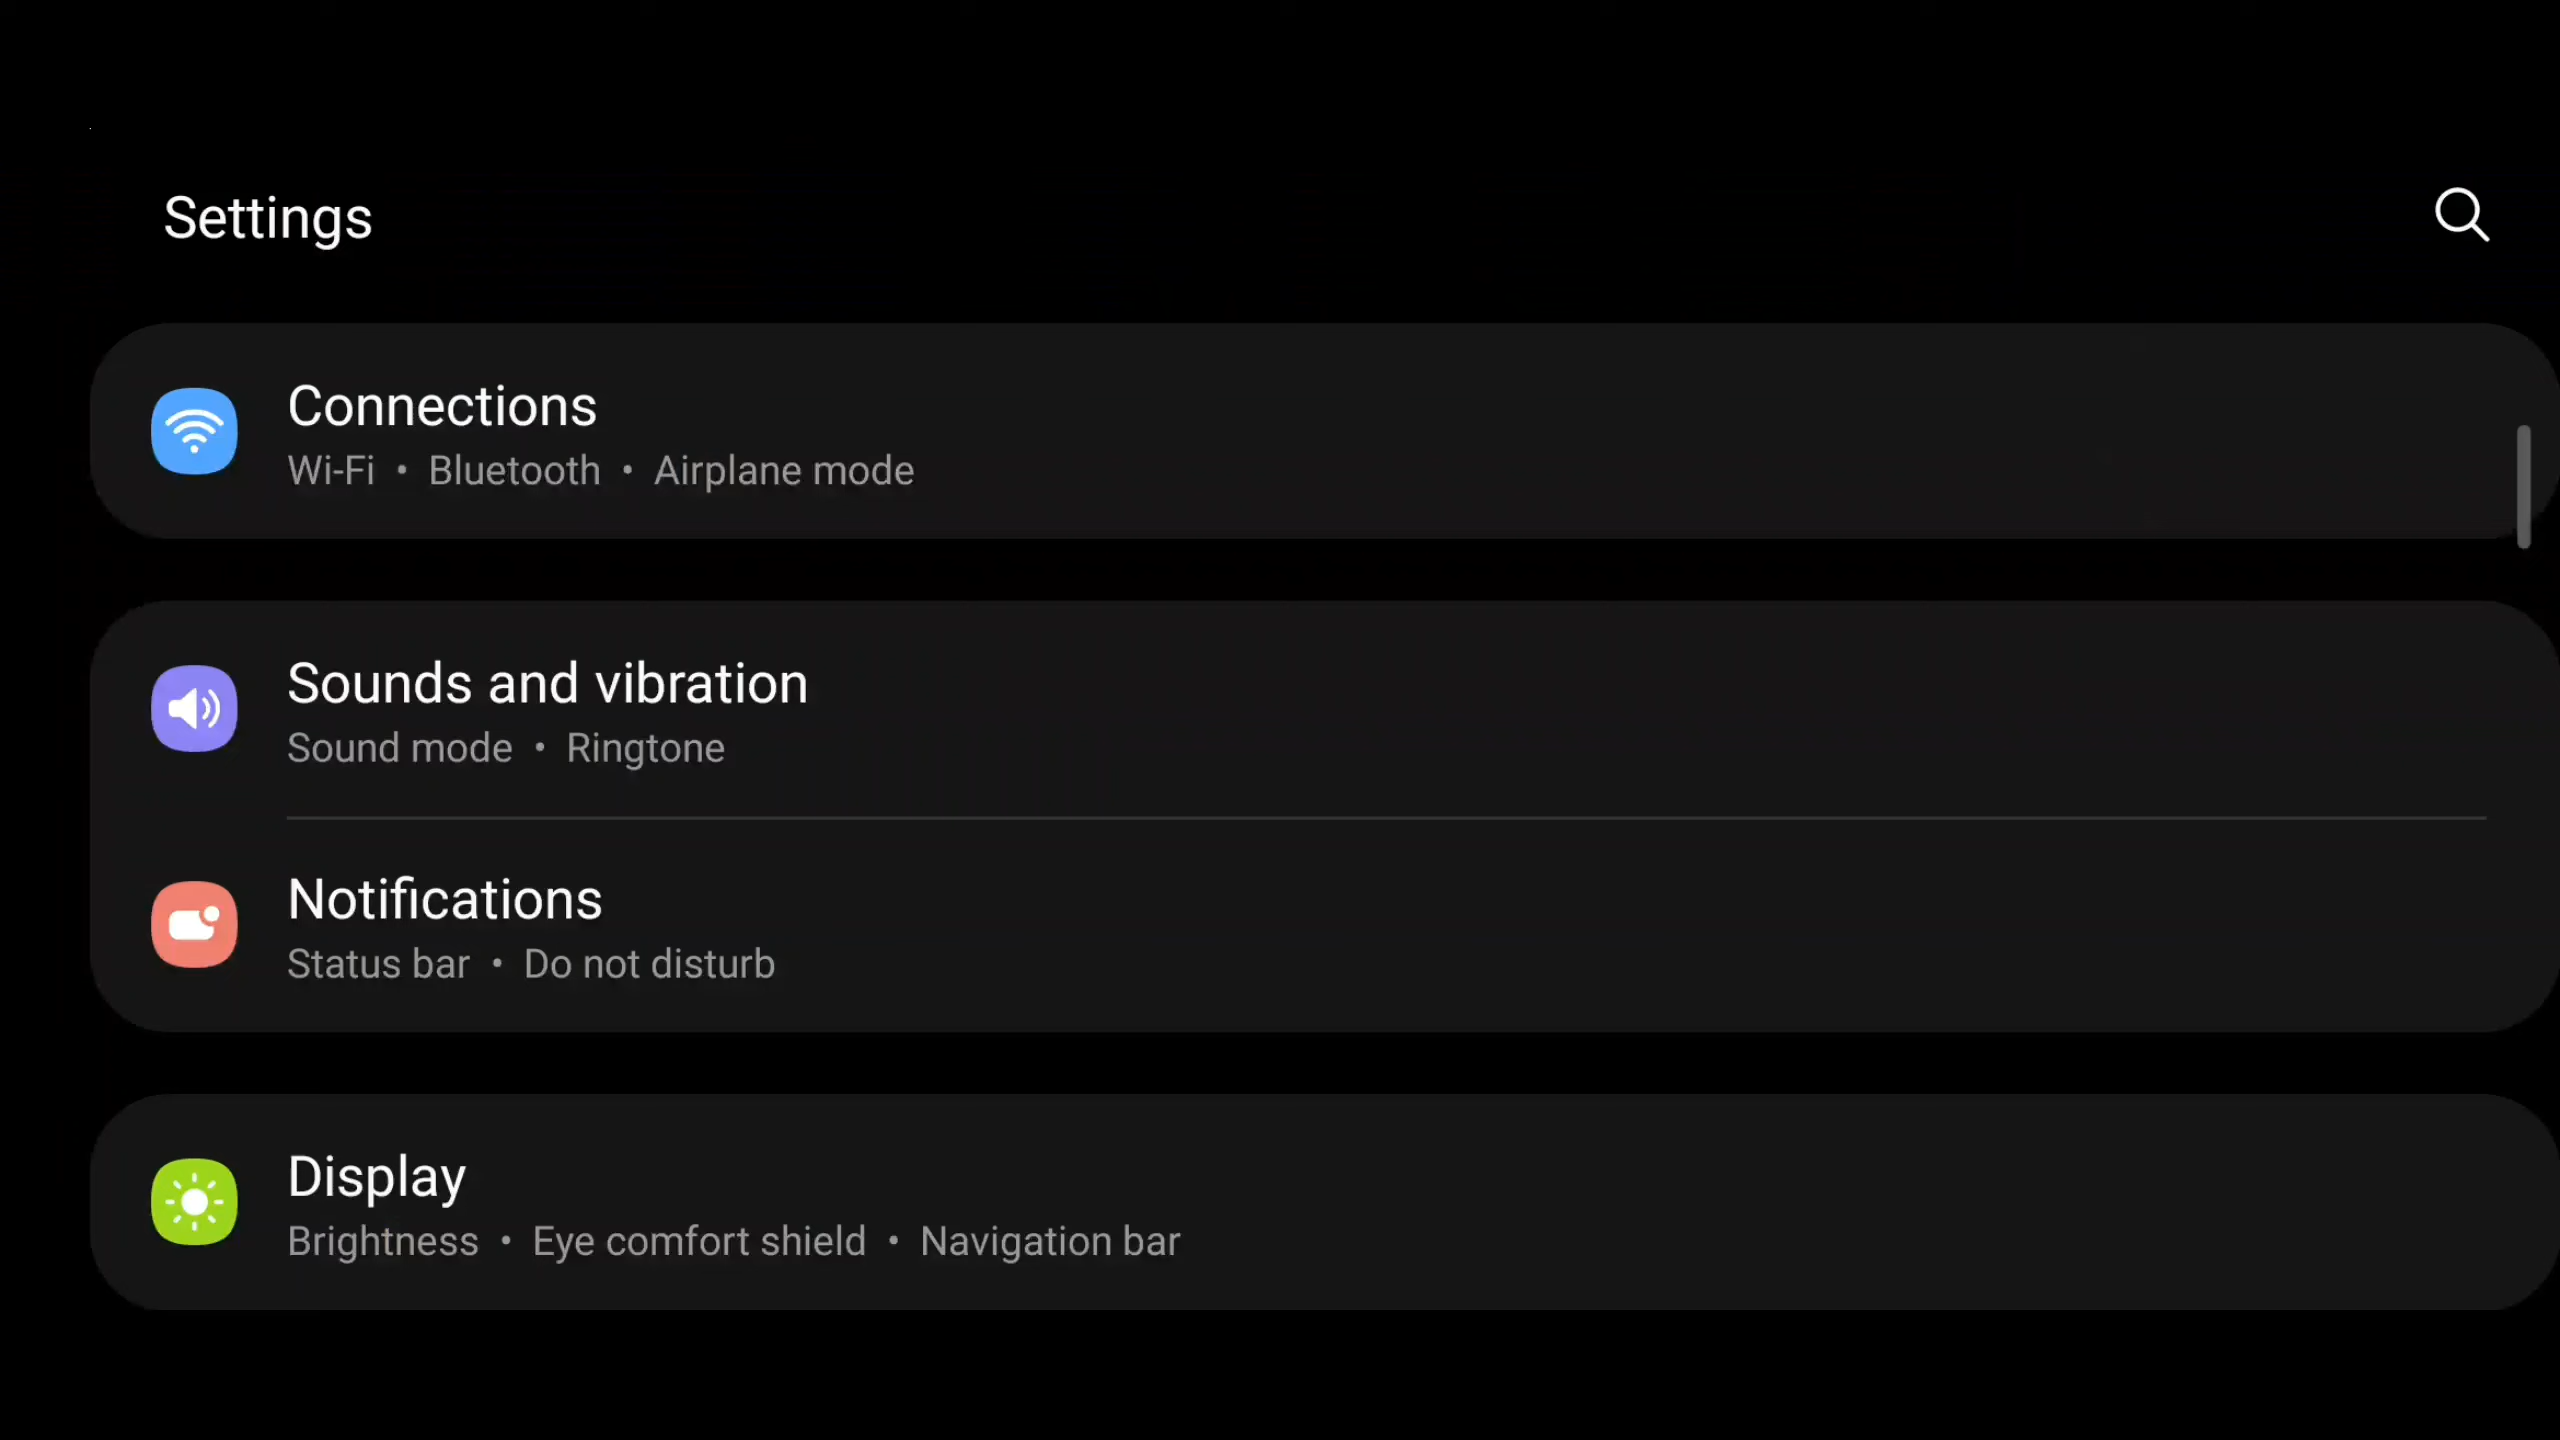 Settings
Connections
Wi-Fi • Bluetooth • Airplane mode
Sounds and vibration
Sound mode • Ringtone
Notifications
Status bar • Do not disturb
Display
Brightness • Eye comfort shield • Navigation bar